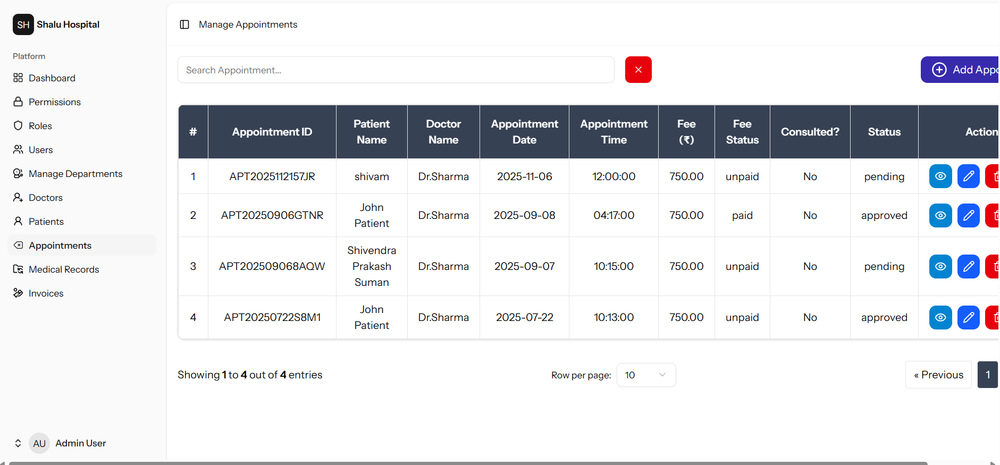 SH Shalu Hospital
Platform
Dashboard
Permissions
Roles
Users
Manage Departments
Doctors
Patients
Appointments
Medical Records
Invoices
AU Admin User
Manage Appointments
Search Appointment...
Add Appo
# Appointment ID Patient Name Doctor Name Appointment Date Appointment Time Fee (₹) Fee Status Consulted? Status Action
1 APT2025112157JR shivam Dr.Sharma 2025-11-06 12:00:00 750.00 unpaid No pending
2 APT20250906GTNR John Patient Dr.Sharma 2025-09-08 04:17:00 750.00 paid No approved
3 APT202509068AQW Shivendra Prakash Suman Dr.Sharma 2025-09-07 10:15:00 750.00 unpaid No pending
4 APT20250722S8M1 John Patient Dr.Sharma 2025-07-22 10:13:00 750.00 unpaid No approved
Showing 1 to 4 out of 4 entries
Row per page: 10
« Previous 1